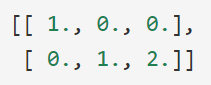 [[ 1., 0., 0.],
[ 0., 1., 2.]]